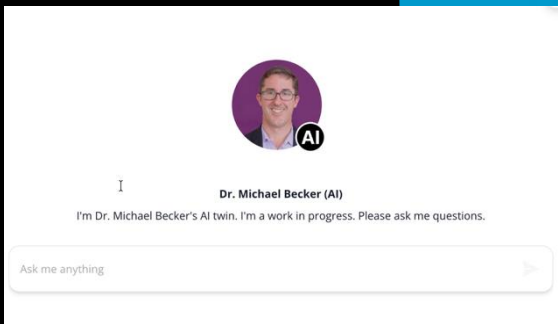 AI
Dr. Michael Becker (AI)
I'm Dr. Michael Becker's AI twin. I'm a work in progress. Please ask me questions.
Ask me anything